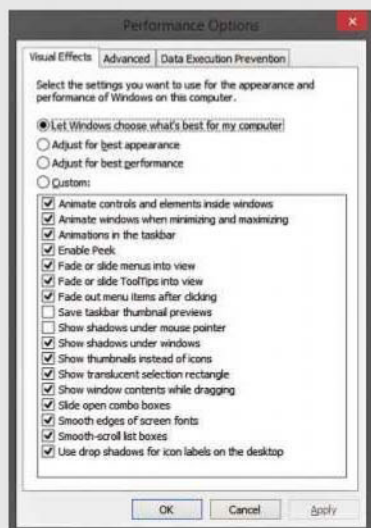 Performance Options
Visual Effects
Advanced
Data Execution Prevention
Select the settings you want to use for the appearance and
performance of Windows on this computer.
Let Windows choose what's best for my computer
Adjust for best appearance
Adjust for best performance
Custom:
Animate controls and elements inside windows
Animate windows when minimizing and maximizing
Animations in the taskbar
Enable Peek
Fade or slide menus into view
Fade or slide ToolTips into view
Fade out menu items after clicking
Save taskbar thumbnail previews
Show shadows under mouse pointer
Show shadows under windows
Show thumbnails instead of icons
Show translucent selection rectangle
Show window contents while dragging
Slide open combo boxes
Smooth edges of screen fonts
Smooth-scroll list boxes
Use drop shadows for icon labels on the desktop
OK
Cancel
Apply